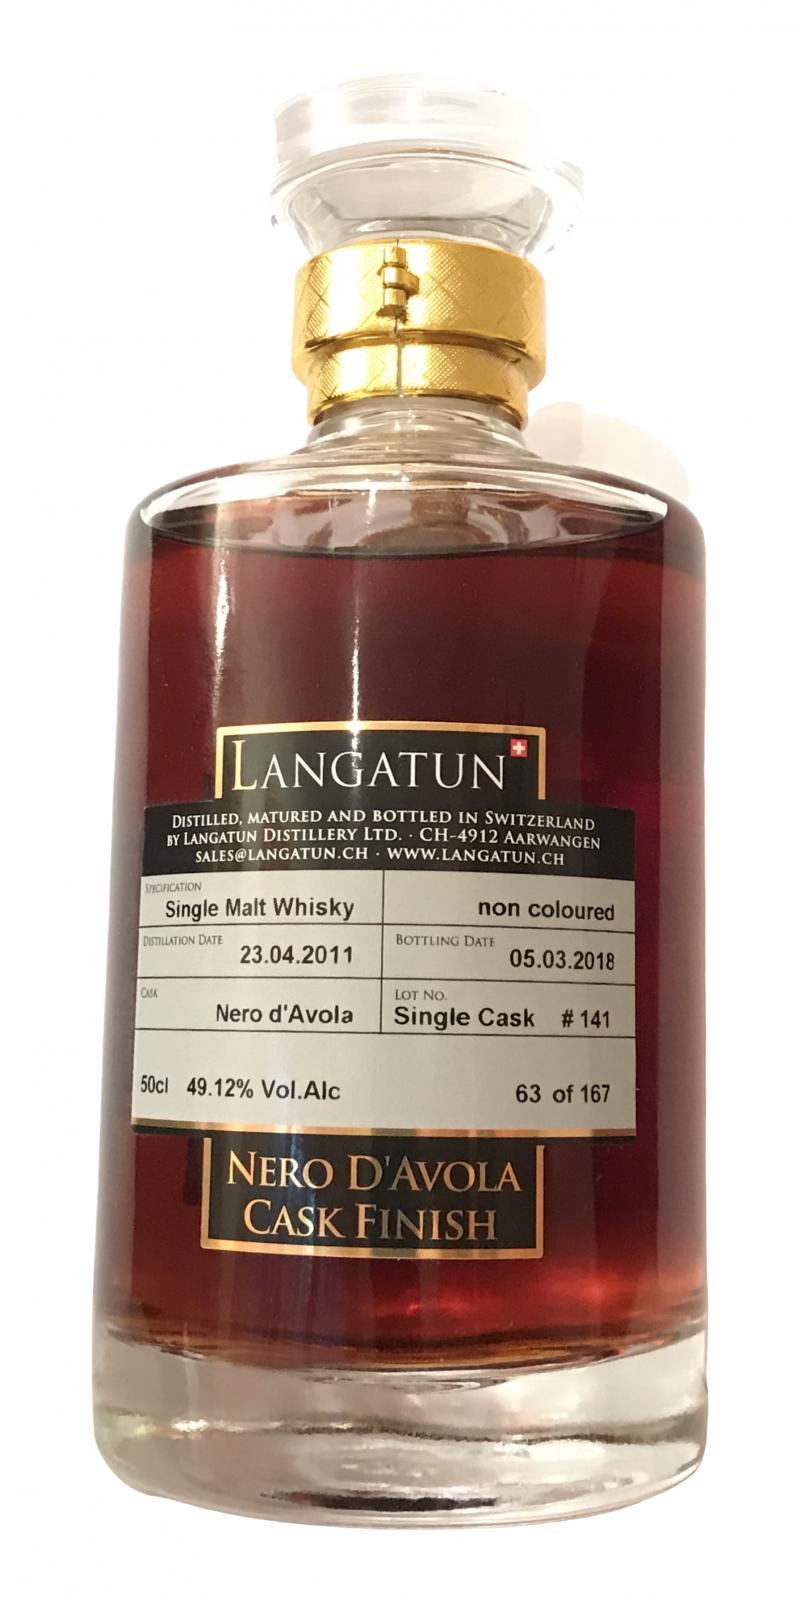 LANGATUN
DISTILLED, MATURED AND BOTTLED IN SWITZERLAND
BY LANGATUN DISTILLERY LTD. · CH-4912 AARWANGEN
SALES@LANGATUN.CH · WWW.LANGATUN.CH
SPECIFICATION
Single Malt Whisky non coloured
DISTILLATION DATE 23.04.2011 BOTTLING DATE 05.03.2018
CASK Nero d'Avola LOT NO. Single Cask # 141
50cl 49.12% Vol.Alc 63 of 167
NERO D'AVOLA
CASK FINISH